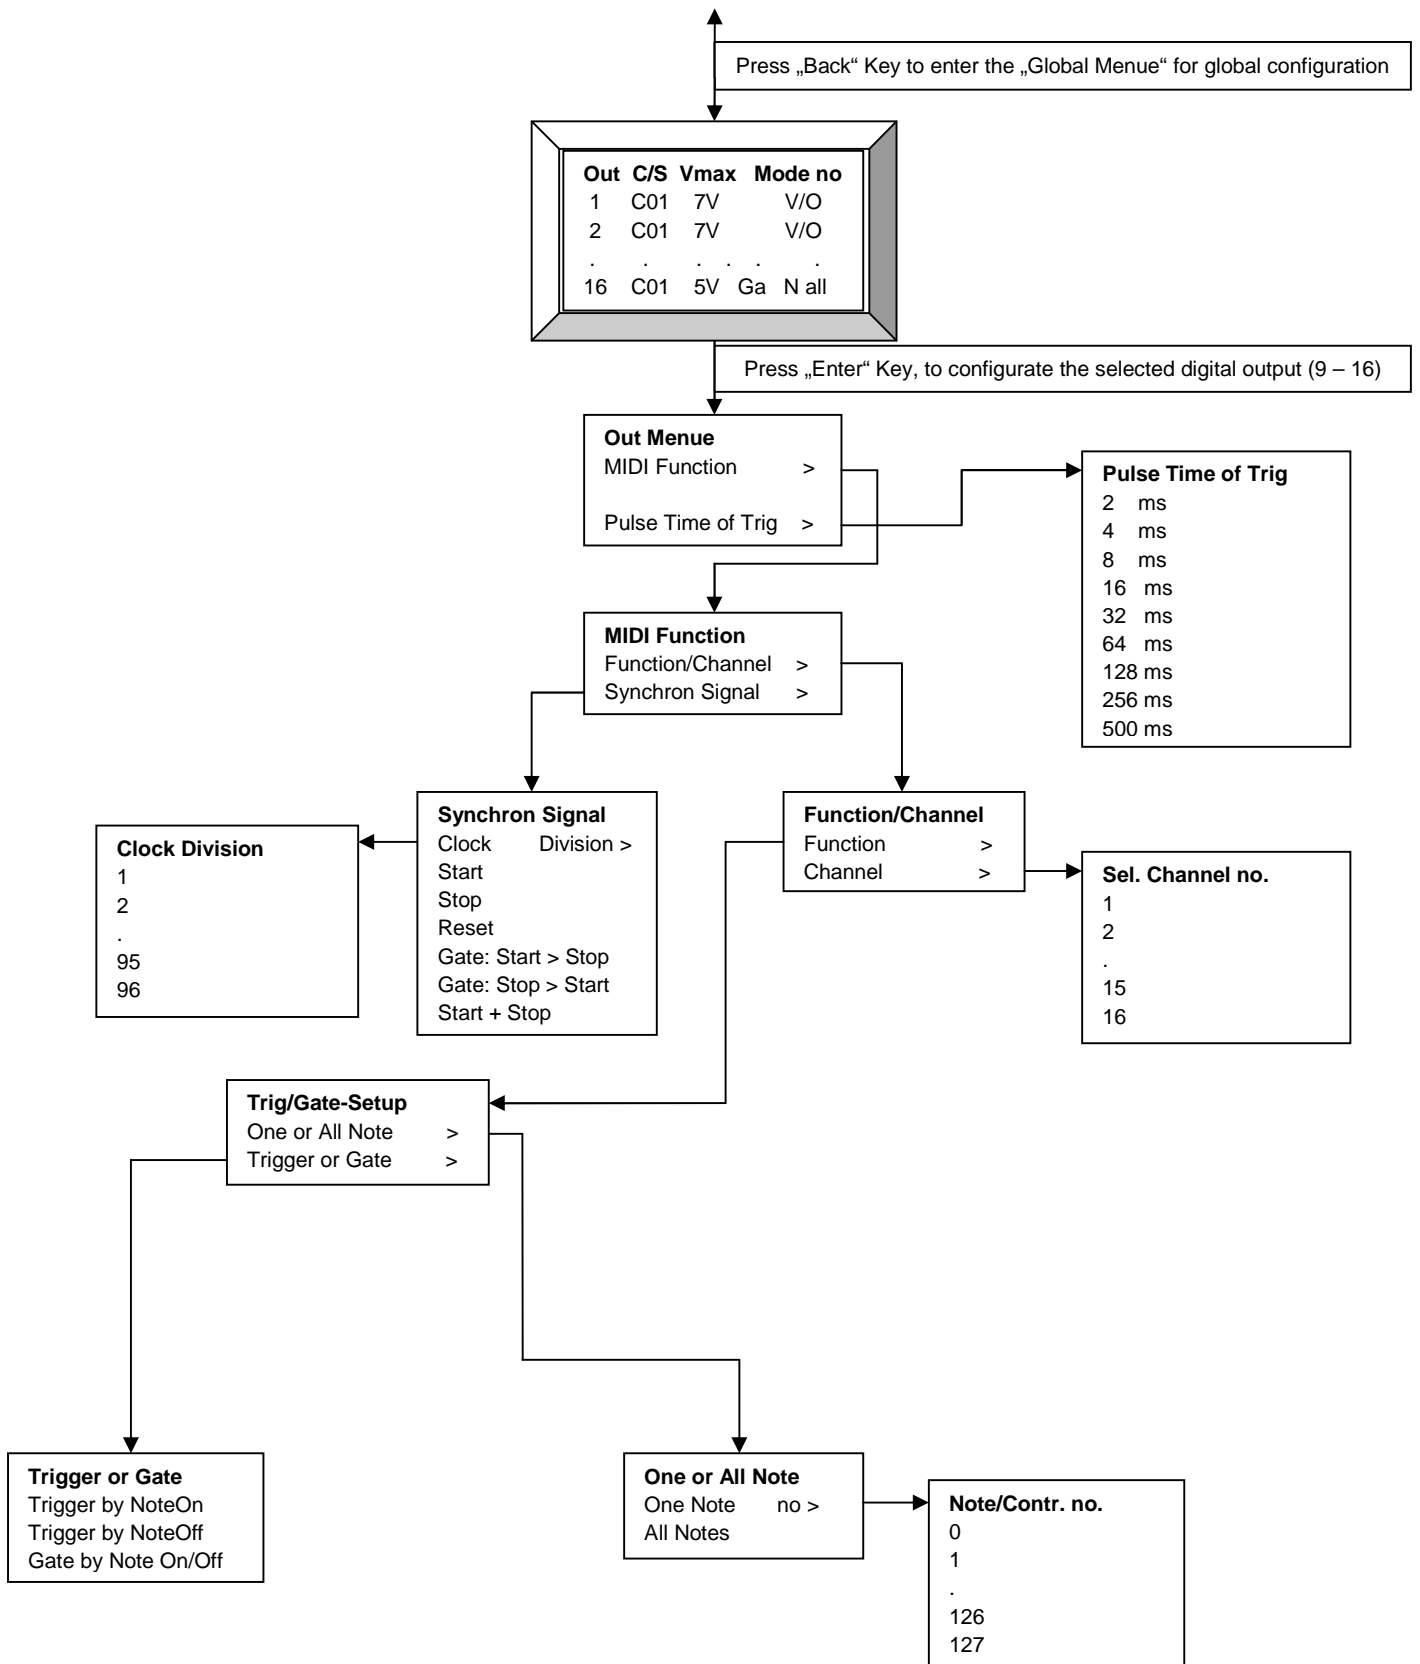 Press „Back“ Key to enter the „Global Menue“ for global configuration
Out C/S Vmax Mode no
1 C01 7V V/O
2 C01 7V V/O
. . . . . .
16 C01 5V Ga N all
Press „Enter“ Key, to configurate the selected digital output (9 – 16)
Out Menue
MIDI Function >
Pulse Time of Trig >
Pulse Time of Trig
2 ms
4 ms
8 ms
16 ms
32 ms
64 ms
128 ms
256 ms
500 ms
MIDI Function
Function/Channel >
Synchron Signal >
Synchron Signal
Clock Division >
Start
Stop
Reset
Gate: Start > Stop
Gate: Stop > Start
Start + Stop
Clock Division
1
2
.
95
96
Function/Channel
Function >
Channel >
Sel. Channel no.
1
2
.
15
16
Trig/Gate-Setup
One or All Note >
Trigger or Gate >
Trigger or Gate
Trigger by NoteOn
Trigger by NoteOff
Gate by Note On/Off
One or All Note
One Note no >
All Notes
Note/Contr. no.
0
1
.
126
127